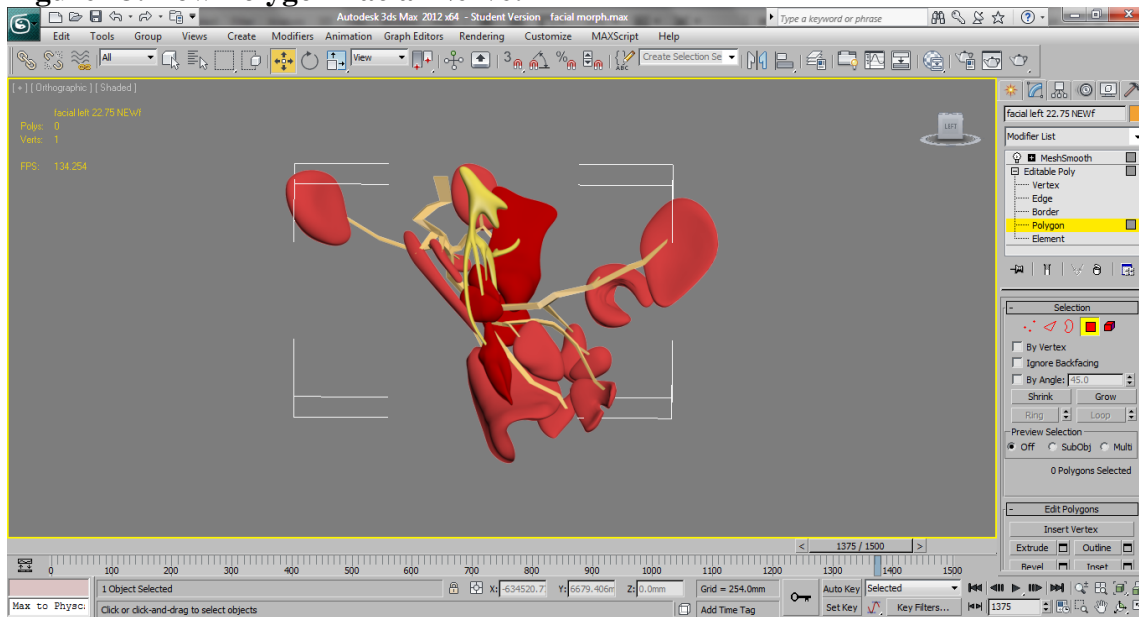 Autodesk 3ds Max 2012 x64 - Student Version facial morph.max
Type a keyword or phrase
Edit Tools Group Views Create Modifiers Animation Graph Editors Rendering Customize MAXScript Help
All View 3 Create Selection Se
[ + ] [ Orthographic ] [ Shaded ]
facial left 22.75 NEWf
Polys: 0
Verts: 1
FPS: 134.254
LEFT
facial left 22.75 NEWf
Modifier List
MeshSmooth
Editable Poly
Vertex
Edge
Border
Polygon
Element
Selection
By Vertex
Ignore Backfacing
By Angle: 45.0
Shrink Grow
Ring Loop
Preview Selection
Off SubObj Multi
0 Polygons Selected
Edit Polygons
Insert Vertex
Extrude Outline
Bevel Inset
< 1375 / 1500 >
0 100 200 300 400 500 600 700 800 900 1000 1100 1200 1300 1400 1500
1 Object Selected X: -634520.7 Y: 6679.406m Z: 0.0mm Grid = 254.0mm Auto Key Selected
Max to Physc: Click or click-and-drag to select objects Add Time Tag Set Key Key Filters... 1375